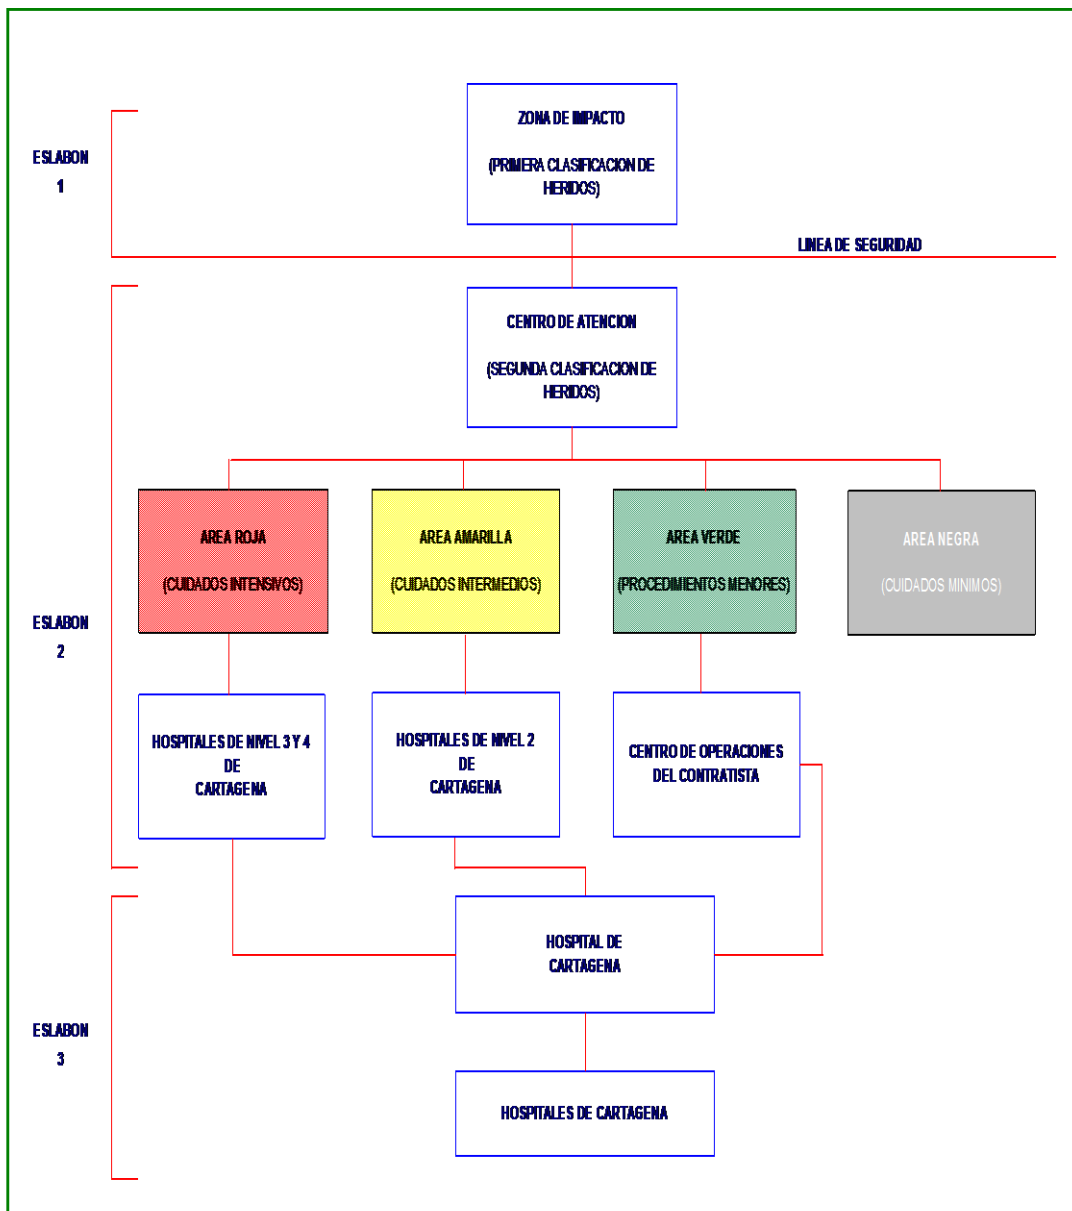 ZONA DE IMPACTO
(PRIMERA CLASIFICACION DE
HERIDOS)
ESLABON
1
LINEA DE SEGURIDAD
CENTRO DE ATENCION
(SEGUNDA CLASIFICACION DE
HERIDOS)
AREA ROJA
(CUIDADOS INTENSIVOS)
AREA AMARILLA
(CUIDADOS INTERMEDIOS)
AREA VERDE
(PROCEDIMIENTOS MENORES)
AREA NEGRA
(CUIDADOS MINIMOS)
ESLABON
2
HOSPITALES DE NIVEL 3 Y 4
DE
CARTAGENA
HOSPITALES DE NIVEL 2
DE
CARTAGENA
CENTRO DE OPERACIONES
DEL CONTRATISTA
HOSPITAL DE
CARTAGENA
ESLABON
3
HOSPITALES DE CARTAGENA